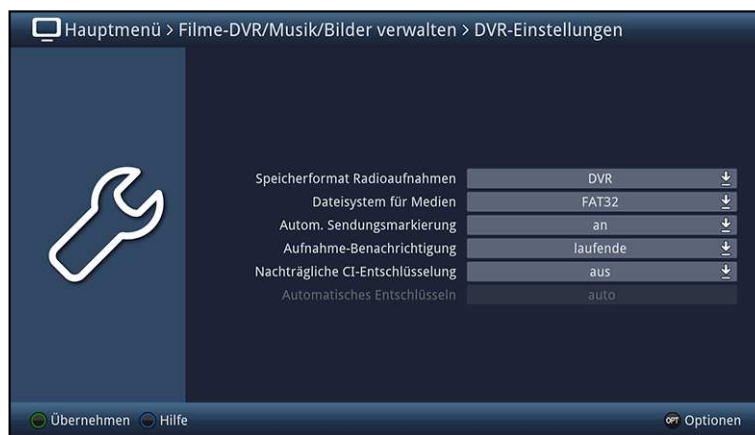 Hauptmenü > Filme-DVR/Musik/Bilder verwalten > DVR-Einstellungen
Speicherformat Radioaufnahmen DVR
Dateisystem für Medien FAT32
Autom. Sendungsmarkierung an
Aufnahme-Benachrichtigung laufende
Nachträgliche CI-Entschlüsselung aus
Automatisches Entschlüsseln auto
Übernehmen Hilfe OPT Optionen